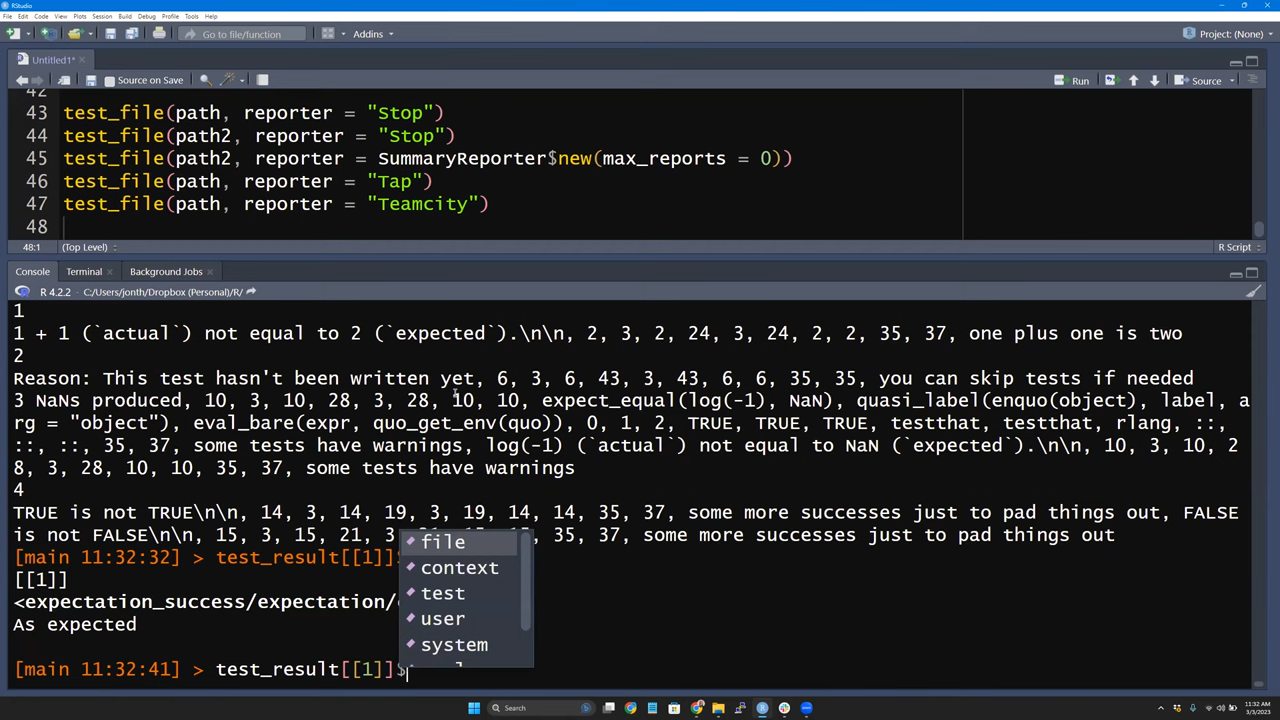 RStudio
File Edit Code View Plots Session Build Debug Profile Tools Help
Go to file/function Addins Project: (None)
Untitled1*
Source on Save Run Source
42
43 test_file(path, reporter = "Stop")
44 test_file(path2, reporter = "Stop")
45 test_file(path2, reporter = SummaryReporter$new(max_reports = 0))
46 test_file(path, reporter = "Tap")
47 test_file(path, reporter = "Teamcity")
48
48:1 (Top Level) R Script
Console Terminal Background Jobs
R 4.2.2 · C:/Users/jonth/Dropbox (Personal)/R/
1
1 + 1 (`actual`) not equal to 2 (`expected`).\n\n, 2, 3, 2, 24, 3, 24, 2, 2, 35, 37, one plus one is two
2
Reason: This test hasn't been written yet, 6, 3, 6, 43, 3, 43, 6, 6, 35, 35, you can skip tests if needed
3 NaNs produced, 10, 3, 10, 28, 3, 28, 10, 10, expect_equal(log(-1), NaN), quasi_label(enquo(object), label, a
rg = "object"), eval_bare(expr, quo_get_env(quo)), 0, 1, 2, TRUE, TRUE, TRUE, testthat, testthat, rlang, ::,
::, ::, 35, 37, some tests have warnings, log(-1) (`actual`) not equal to NaN (`expected`).\n\n, 10, 3, 10, 2
8, 3, 28, 10, 10, 35, 37, some tests have warnings
4
TRUE is not TRUE\n\n, 14, 3, 14, 19, 3, 19, 14, 14, 35, 37, some more successes just to pad things out, FALSE
is not FALSE\n\n, 15, 3, 15, 21, 3 35, 37, some more successes just to pad things out
[main 11:32:32] > test_result[[1]]
[[1]]
<expectation_success/expectation/
As expected
[main 11:32:41] > test_result[[1]]$
file
context
test
user
system
Search
11:32 AM
3/3/2023